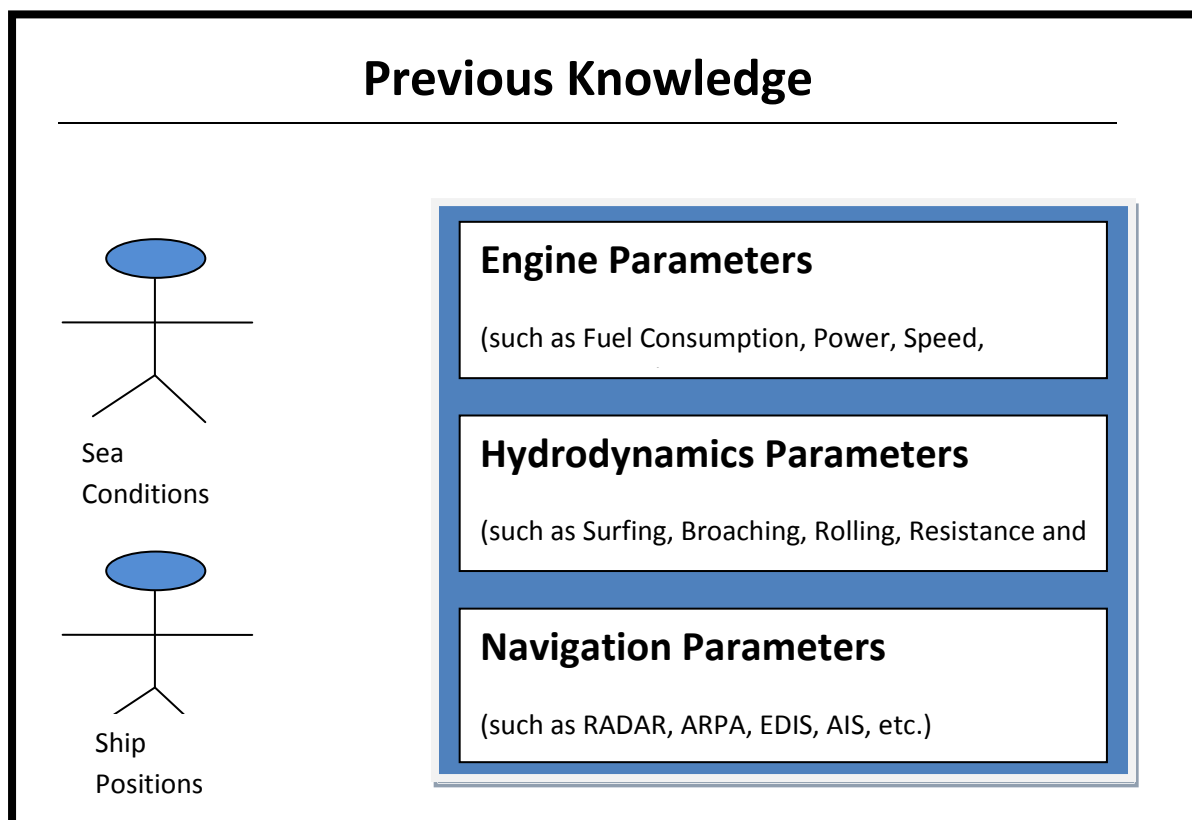 Previous Knowledge
Engine Parameters
(such as Fuel Consumption, Power, Speed,
Hydrodynamics Parameters
(such as Surfing, Broaching, Rolling, Resistance and
Navigation Parameters
(such as RADAR, ARPA, EDIS, AIS, etc.)
Sea
Conditions
Ship
Positions